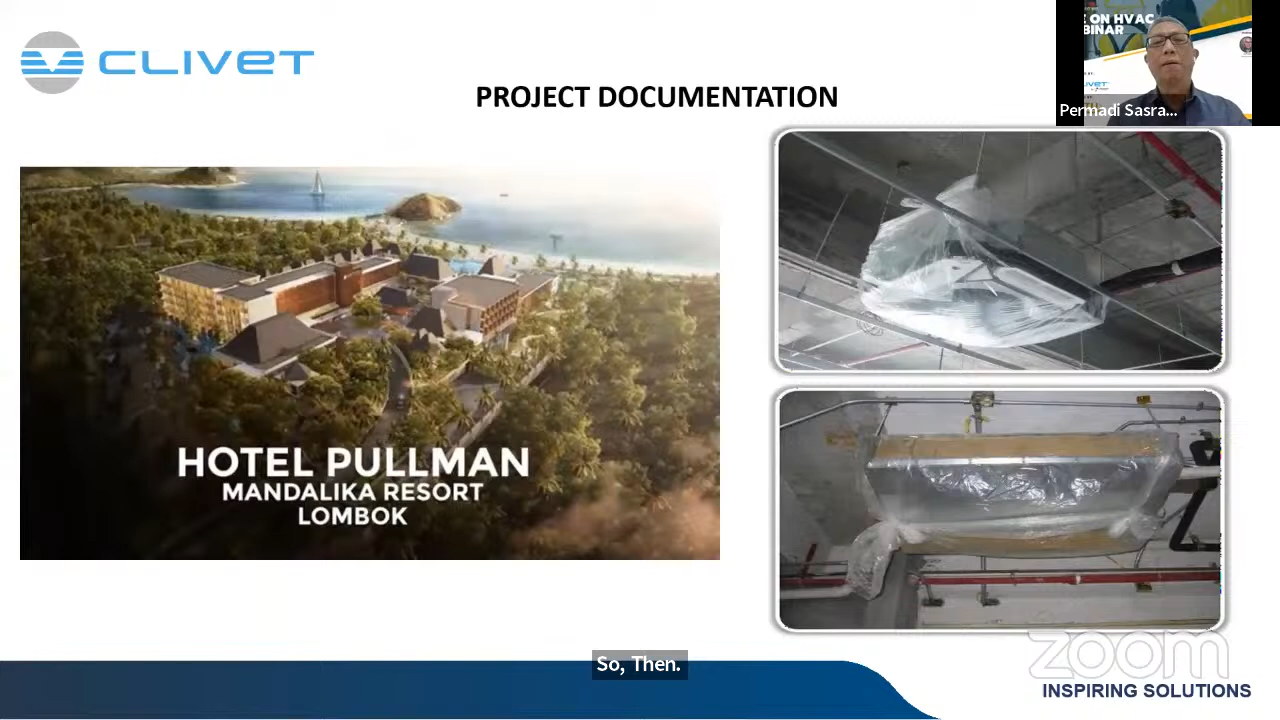 CLIVET
PROJECT DOCUMENTATION
ON HVAC
BINAR
Permadi Sasra...
HOTEL PULLMAN
MANDALIKA RESORT
LOMBOK
So, Then.
zoom
INSPIRING SOLUTIONS